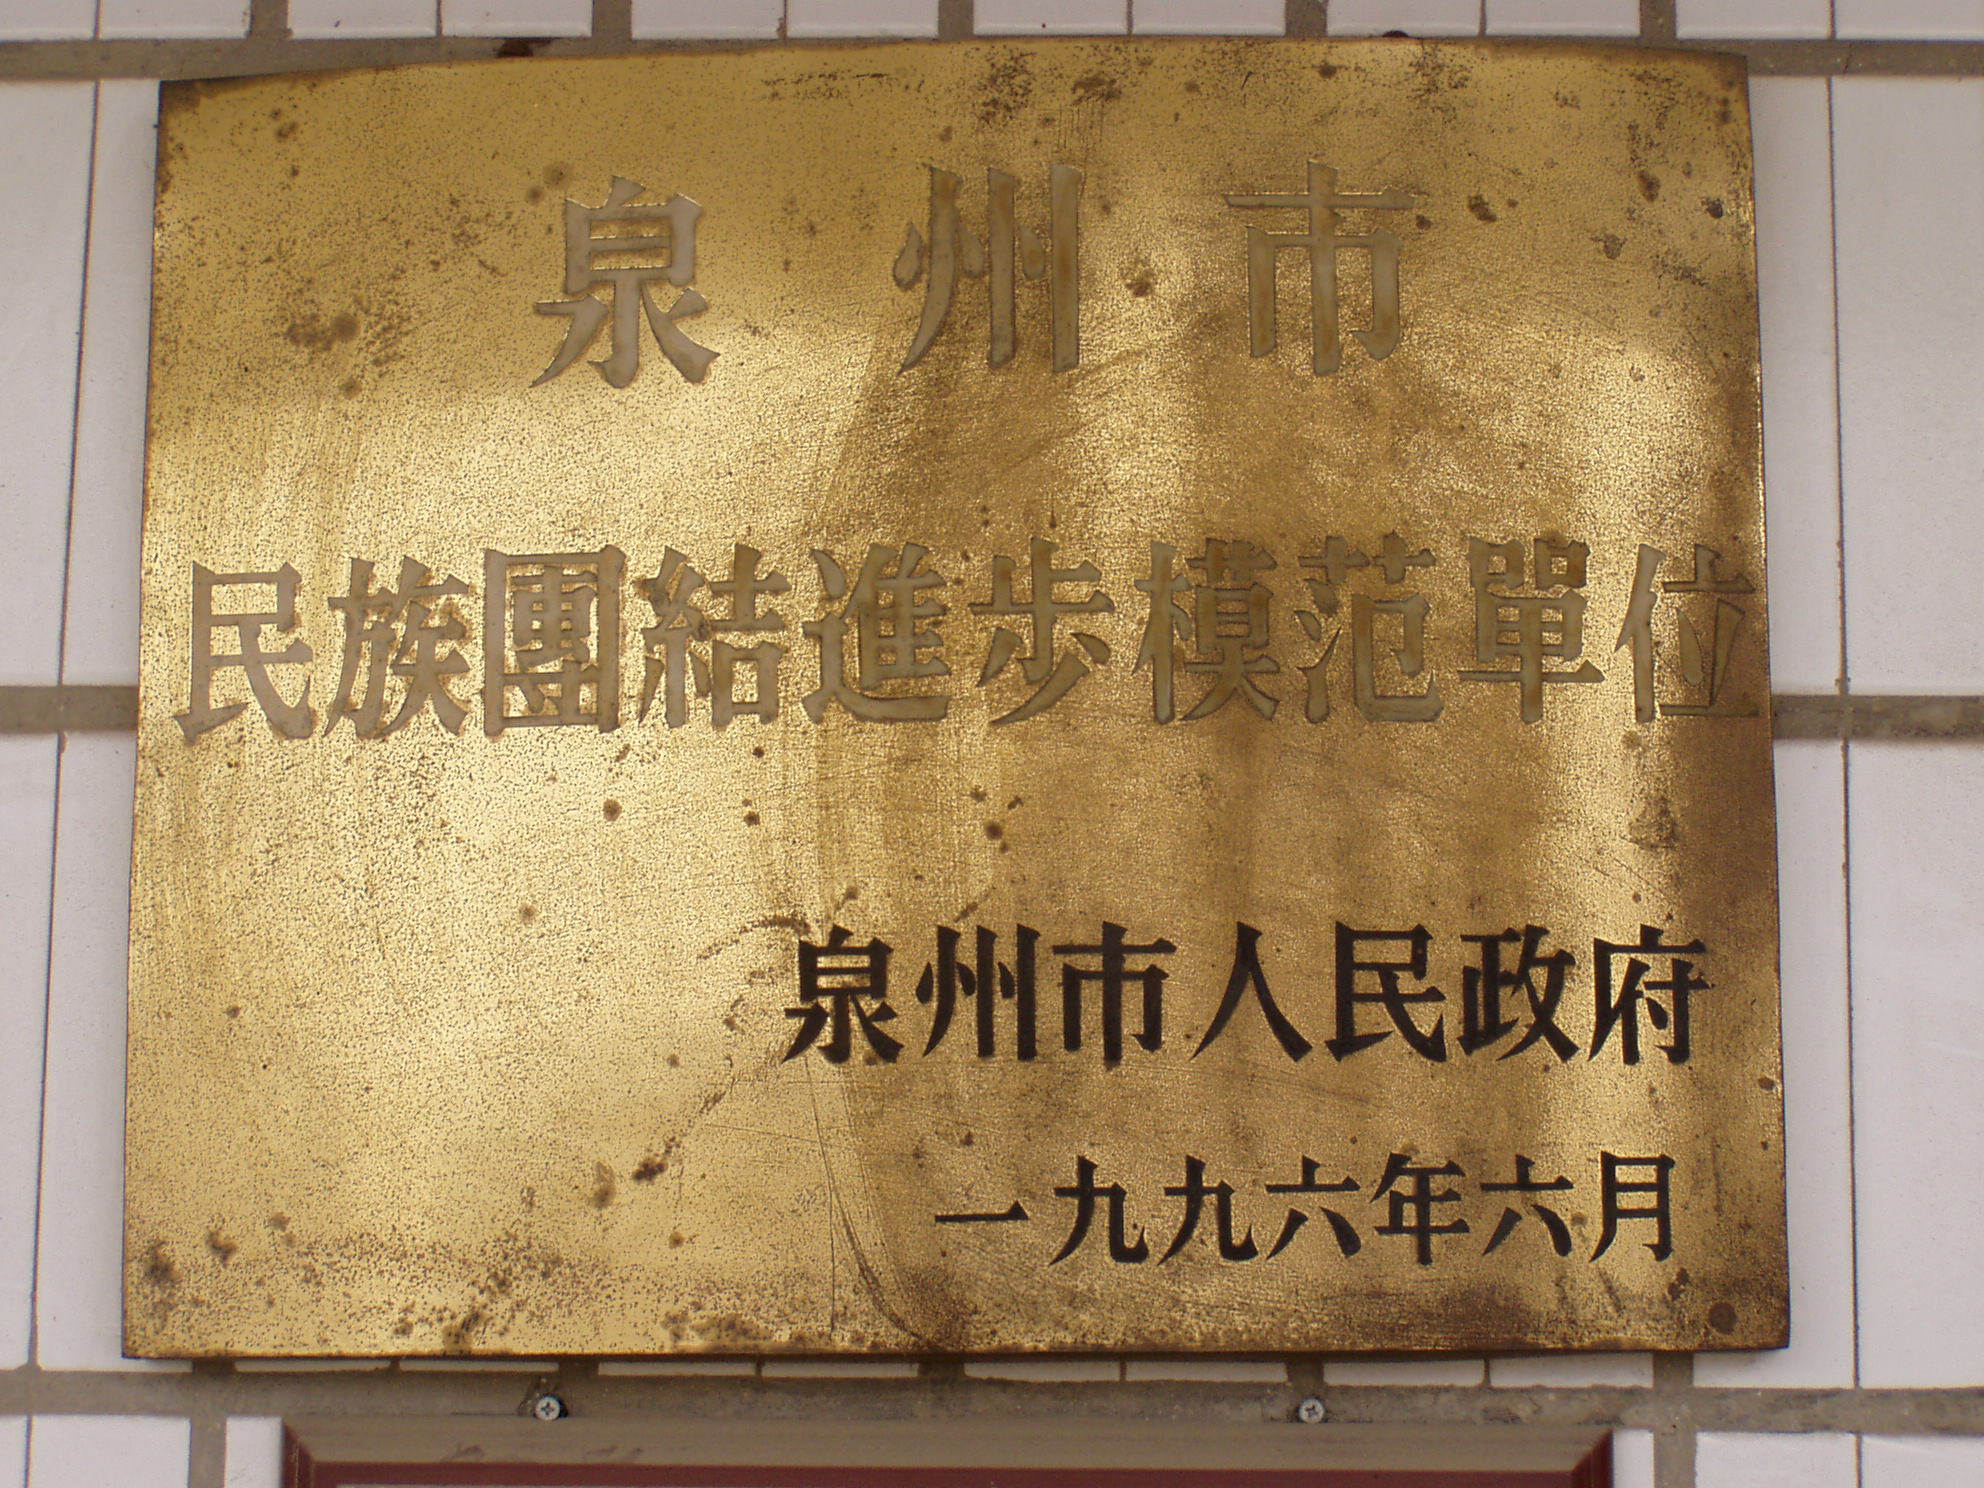 泉州市
民族團結進步模范單位
泉州市人民政府
一九九六年六月